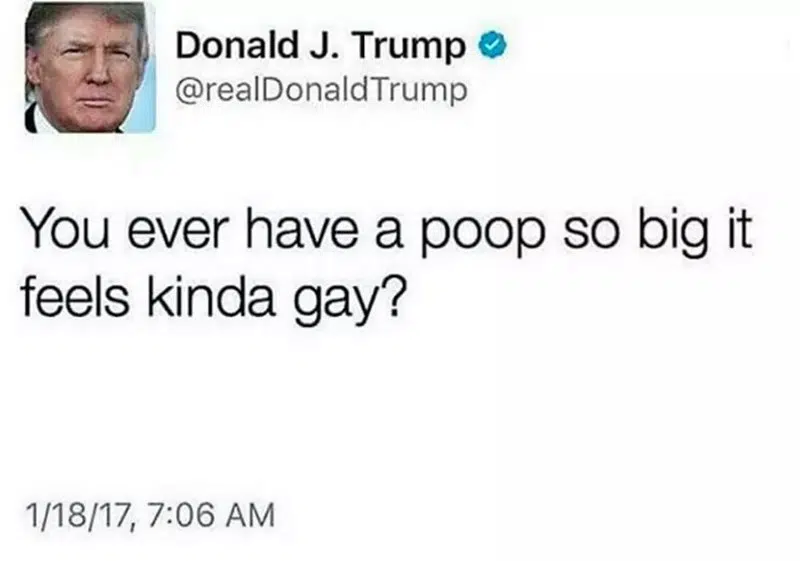 Donald J. Trump
@realDonaldTrump
You ever have a poop so big it
feels kinda gay?
1/18/17, 7:06 AM